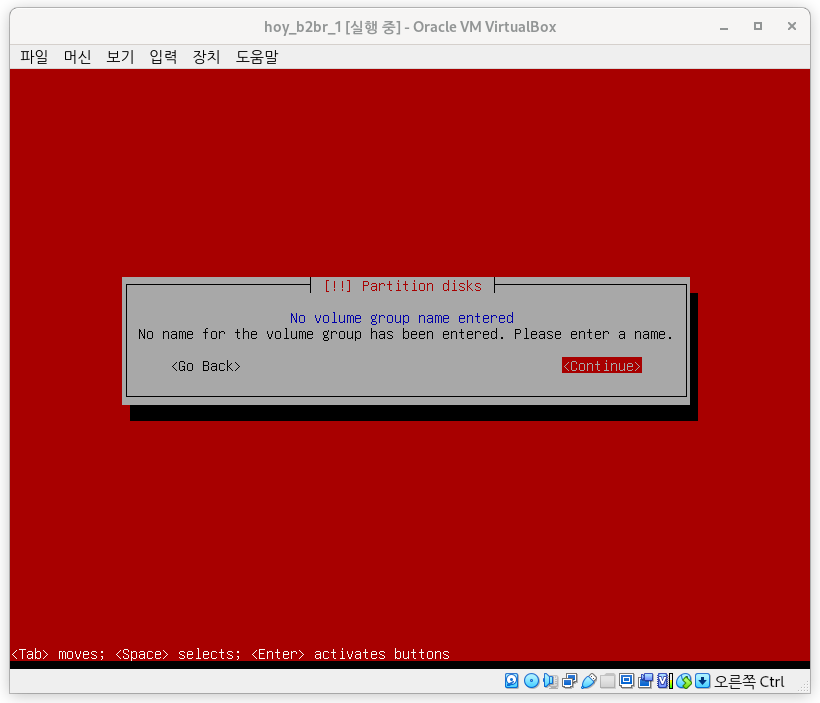 hoy_b2br_1 [실행 중] - Oracle VM VirtualBox
파일 머신 보기 입력 장치 도움말
[!!] Partition disks
No volume group name entered
No name for the volume group has been entered. Please enter a name.
<Go Back> <Continue>
<Tab> moves; <Space> selects; <Enter> activates buttons
오른쪽 Ctrl